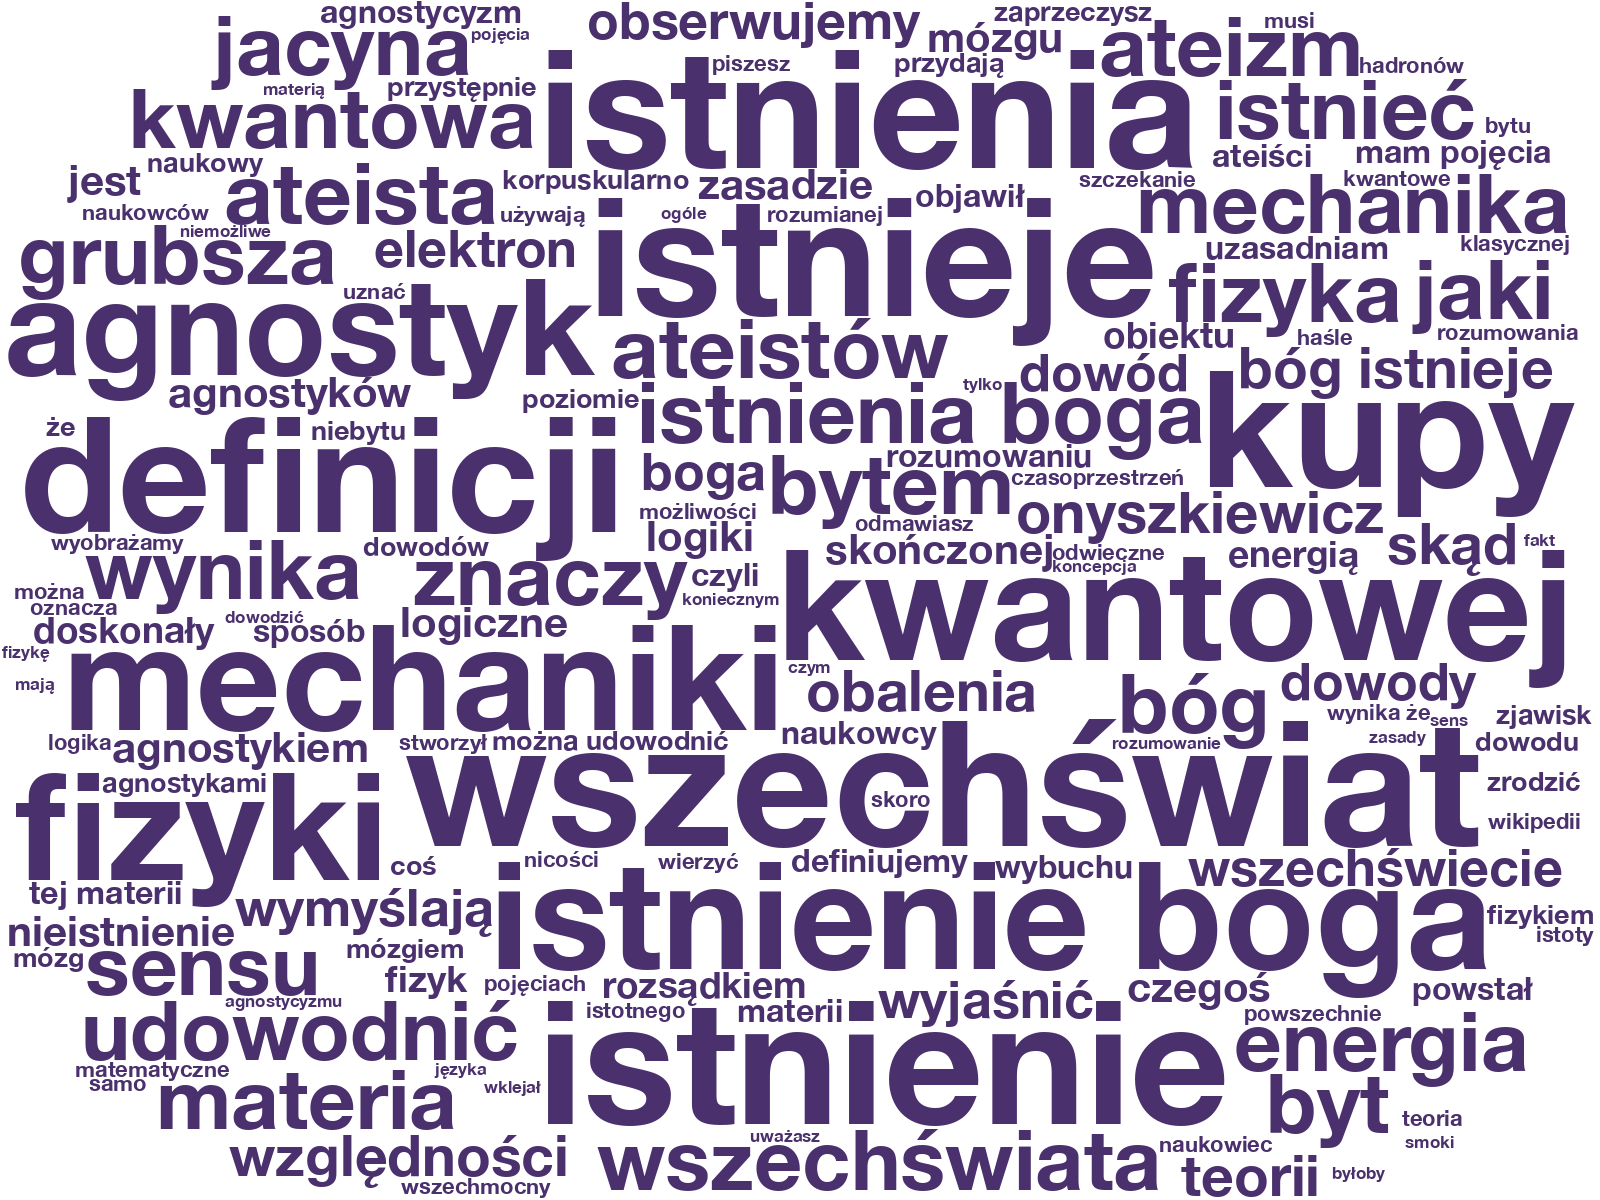 agnostycyzm
obserwujemy
zaprzeczysz
musi
jacyna
pojęcia
mózgu
ateizm
istnienia
piszesz
przydają
hadronów
materią
przystępnie
kwantowa
istnieć
bytu
naukowy
ateiści
mam pojęcia
jest
ateista
korpuskularno
zasadzie
objawił
szczekanie
kwantowe
mechanika
naukowców
niemożliwe
używają
ogóle
rozumianej
grubsza
elektron
istnieje
uzasadniam
klasycznej
agnostyk
uznać
fizyka
jaki
ateistów
obiektu
haśle
rozumowania
agnostyków
poziomie
istnienia boga
tylko
dowód
bóg istnieje
kupy
że
definicji
niebytu
boga
bytem
rozumowaniu
czasoprzestrzeń
możliwości
logiki
odmawiasz
onyszkiewicz
wyobrażamy
dowodów
skończonej
odwieczne
koncepcja
energią
skąd
fakt
można
wynika
znaczy
czyli
koniecznym
kwantowej
oznacza
doskonały
dowodzić
sposób
logiczne
fizykę
mechaniki
czym
mają
obalenia
bóg
dowody
wynika że
sens
zjawisk
logika
agnostykiem
stworzył
można udowodnić
naukowcy
rozumowanie
zasady
dowodu
fizyki
agnostykami
wszechświat
skoro
zrodzić
wikipedii
coś
nicości
wierzyć
definiujemy
wybuchu
wszechświecie
tej materii
wymyślają
istnienie boga
fizykiem
istoty
nieistnienie
mózg
sensu
mózgiem
fizyk
pojęciach
rozsądkiem
czegoś
powstał
agnostycyzmu
istotnego
materii
wyjaśnić
powszechnie
udowodnić
istnienie
energia
matematyczne
samo
materia
języka
wklejał
byt
teoria
smoki
względności
wszechmocny
uważasz
wszechświata
naukowiec
teorii
byłoby